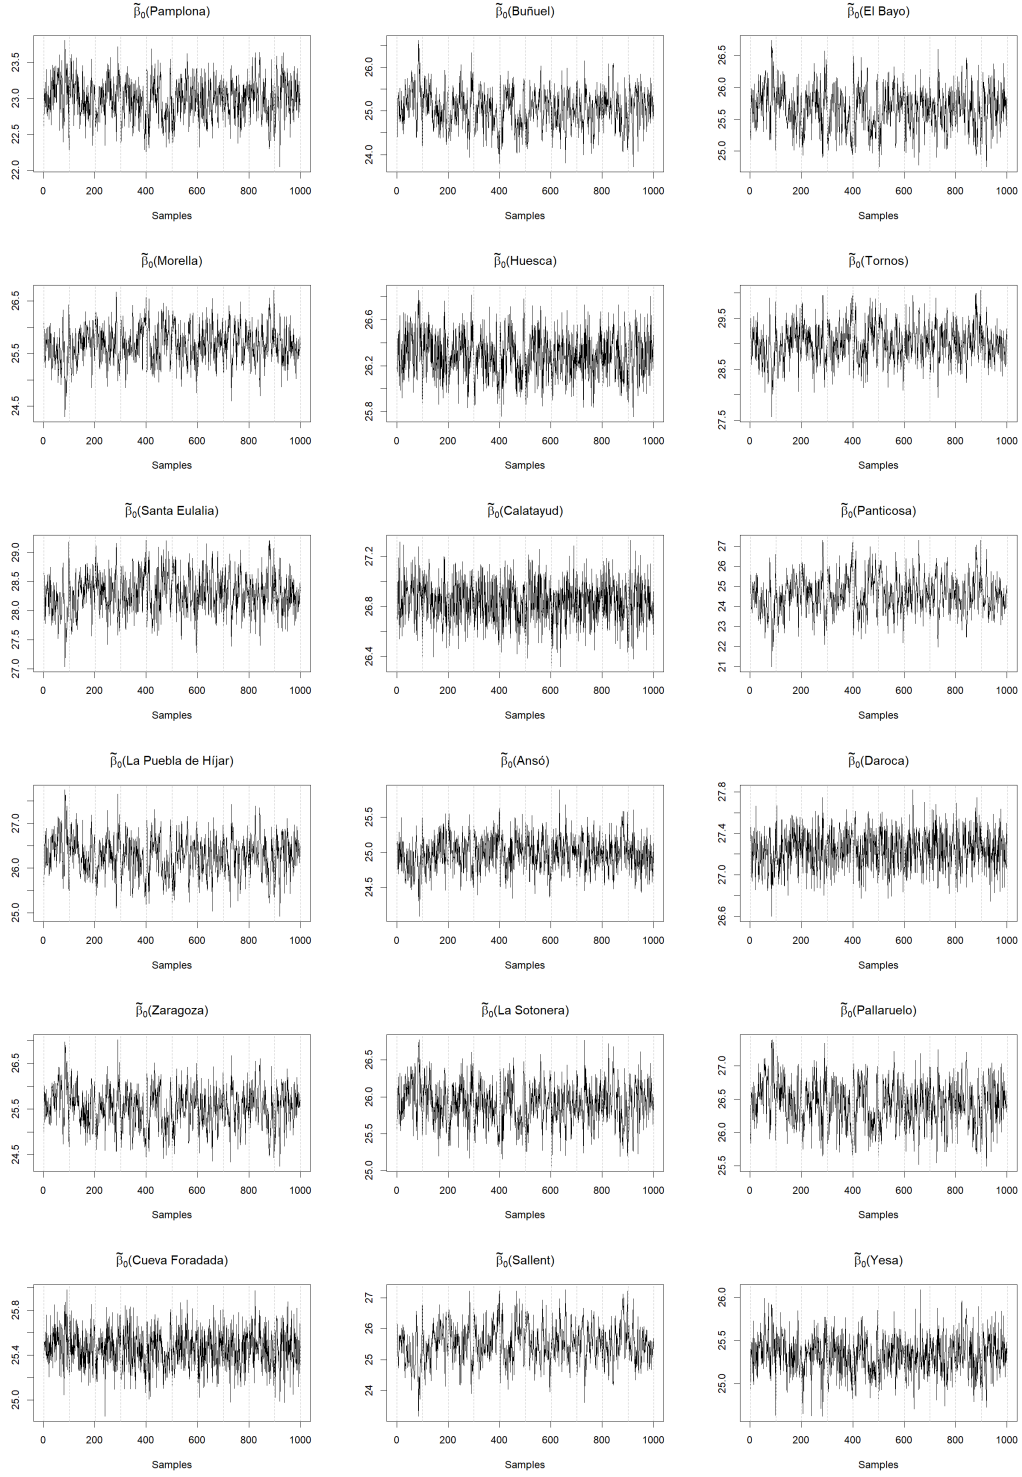 β̃₀(Pamplona) β̃₀(Buñuel) β̃₀(El Bayo)
23.5 26.0 26.5
23.0 25.0 26.0
22.5 24.0 25.5
22.0 25.0
0 200 400 600 800 1000 0 200 400 600 800 1000 0 200 400 600 800 1000
Samples Samples Samples
β̃₀(Morella) β̃₀(Huesca) β̃₀(Tornos)
26.5 26.6 29.5
25.5 26.2 28.5
24.5 25.8 27.5
0 200 400 600 800 1000 0 200 400 600 800 1000 0 200 400 600 800 1000
Samples Samples Samples
β̃₀(Santa Eulalia) β̃₀(Calatayud) β̃₀(Panticosa)
29.0 27.2 27
28.5 26.8 26
28.0 26.4 25
27.5 24
27.0 23
22
21
0 200 400 600 800 1000 0 200 400 600 800 1000 0 200 400 600 800 1000
Samples Samples Samples
β̃₀(La Puebla de Híjar) β̃₀(Ansó) β̃₀(Daroca)
27.0 25.5 27.8
26.0 25.0 27.4
25.0 24.5 27.0
26.6
0 200 400 600 800 1000 0 200 400 600 800 1000 0 200 400 600 800 1000
Samples Samples Samples
β̃₀(Zaragoza) β̃₀(La Sotonera) β̃₀(Pallaruelo)
26.5 26.5 27.0
25.5 26.0 26.5
24.5 25.5 26.0
25.0 25.5
0 200 400 600 800 1000 0 200 400 600 800 1000 0 200 400 600 800 1000
Samples Samples Samples
β̃₀(Cueva Foradada) β̃₀(Sallent) β̃₀(Yesa)
25.8 27 26.0
25.4 26 25.5
25.0 25 25.0
24
0 200 400 600 800 1000 0 200 400 600 800 1000 0 200 400 600 800 1000
Samples Samples Samples